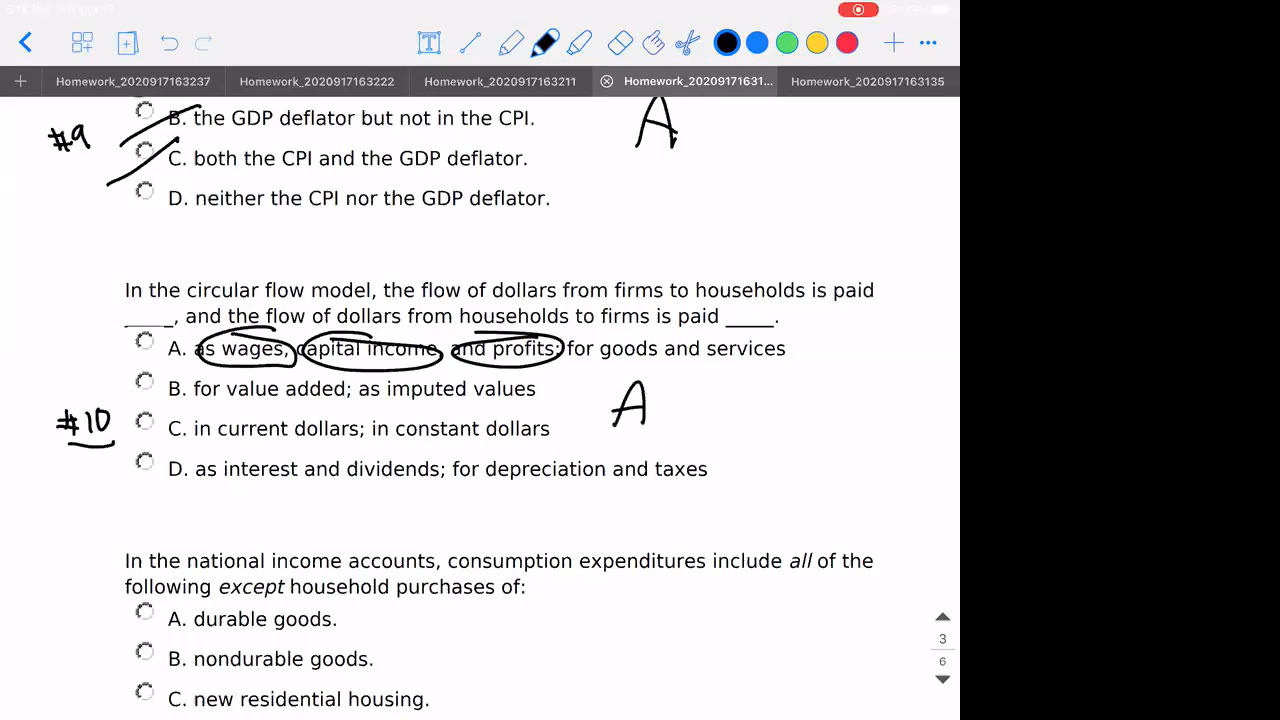 Homework_2020917163237
Homework_2020917163222
Homework_2020917163211
Homework_20209171631...
Homework_2020917163135
#9
B. the GDP deflator but not in the CPI.
A
C. both the CPI and the GDP deflator.
D. neither the CPI nor the GDP deflator.
In the circular flow model, the flow of dollars from firms to households is paid
_____, and the flow of dollars from households to firms is paid _____.
A. as wages, capital income, and profits; for goods and services
B. for value added; as imputed values
A
#10
C. in current dollars; in constant dollars
D. as interest and dividends; for depreciation and taxes
In the national income accounts, consumption expenditures include all of the
following except household purchases of:
A. durable goods.
B. nondurable goods.
C. new residential housing.
3
6